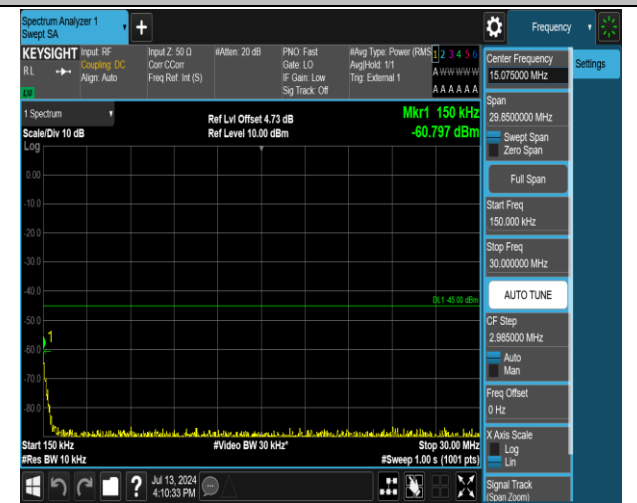 Spectrum Analyzer 1
Swept SA
+
Frequency
KEYSIGHT
RL
Input: RF
Coupling: DC
Align: Auto
Input Z: 50 Ω
Corr CCorr
Freq Ref: Int (S)
#Atten: 20 dB
PNO: Fast
Gate: LO
IF Gain: Low
Sig Track: Off
#Avg Type: Power (RMS
Avg|Hold: 1/1
Trig: External 1
1 2 3 4 5 6
A W W W W W
A A A A A A
LW
1 Spectrum
Scale/Div 10 dB
Log
Ref Lvl Offset 4.73 dB
Ref Level 10.00 dBm
Mkr1 150 kHz
-60.797 dBm
0.00
-10.0
-20.0
-30.0
-40.0
-50.0
-60.0
-70.0
-80.0
DL1 -45.00 dBm
1
Start 150 kHz
#Res BW 10 kHz
#Video BW 30 kHz*
Stop 30.00 MHz
#Sweep 1.00 s (1001 pts)
Center Frequency
15.075000 MHz
Settings
Span
29.8500000 MHz
Swept Span
Zero Span
Full Span
Start Freq
150.000 kHz
Stop Freq
30.000000 MHz
AUTO TUNE
CF Step
2.985000 MHz
Auto
Man
Freq Offset
0 Hz
X Axis Scale
Log
Lin
Signal Track
(Span Zoom)
?
Jul 13, 2024
4:10:33 PM